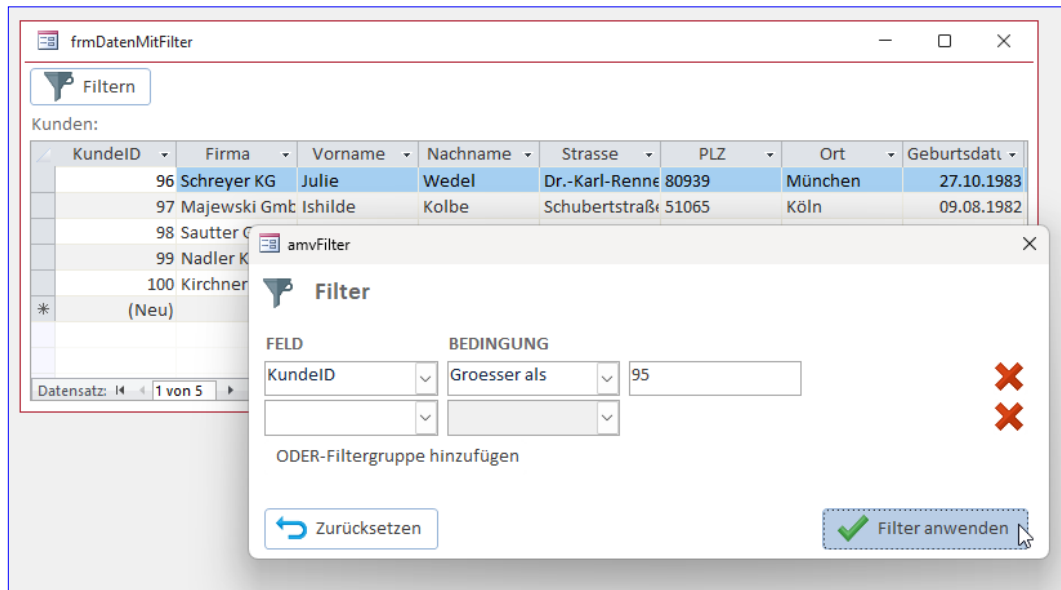 frmDatenMitFilter
Filtern
Kunden:
KundeID Firma Vorname Nachname Strasse PLZ Ort Geburtsdatu
96 Schreyer KG Julie Wedel Dr.-Karl-Renne 80939 München 27.10.1983
97 Majewski Gmb Ishilde Kolbe Schubertstraße 51065 Köln 09.08.1982
98 Sautter G
99 Nadler K
100 Kirchner
(Neu)
Datensatz: 1 von 5
amvFilter
Filter
FELD BEDINGUNG
KundeID Groesser als 95
ODER-Filtergruppe hinzufügen
Zurücksetzen Filter anwenden